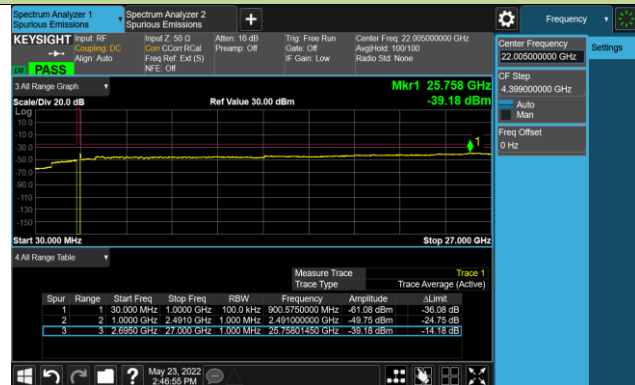 Spectrum Analyzer 1
Spurious Emissions
Spectrum Analyzer 2
Spurious Emissions
+
Frequency
KEYSIGHT
Input: RF
Coupling: DC
Align: Auto
Input Z: 50 Ω
Corr CCorr RCal
Freq Ref: Ext (S)
NFE: Off
Atten: 16 dB
Preamp: Off
Trig: Free Run
Gate: Off
IF Gain: Low
Center Freq: 22.005000000 GHz
Avg|Hold: 100/100
Radio Std: None
PASS
Center Frequency
22.005000000 GHz
Settings
CF Step
4.399000000 GHz
Auto
Man
Freq Offset
0 Hz
3 All Range Graph
Mkr1 25.758 GHz
Scale/Div 20.0 dB
Ref Value 30.00 dBm
-39.18 dBm
Log
10.0
-10.0
-30.0
-50.0
-70.0
-90.0
-110
-130
-150
1
Start 30.000 MHz
Stop 27.000 GHz
4 All Range Table
Measure Trace Trace 1
Trace Type Trace Average (Active)
Spur Range Start Freq Stop Freq RBW Frequency Amplitude ΔLimit
1 1 30.000 MHz 1.0000 GHz 100.0 kHz 900.5750000 MHz -61.08 dBm -36.08 dB
2 2 1.0000 GHz 2.4910 GHz 1.000 MHz 2.491000000 GHz -49.75 dBm -24.75 dB
3 3 2.6950 GHz 27.000 GHz 1.000 MHz 25.75801450 GHz -39.18 dBm -14.18 dB
?
May 23, 2022
2:46:55 PM